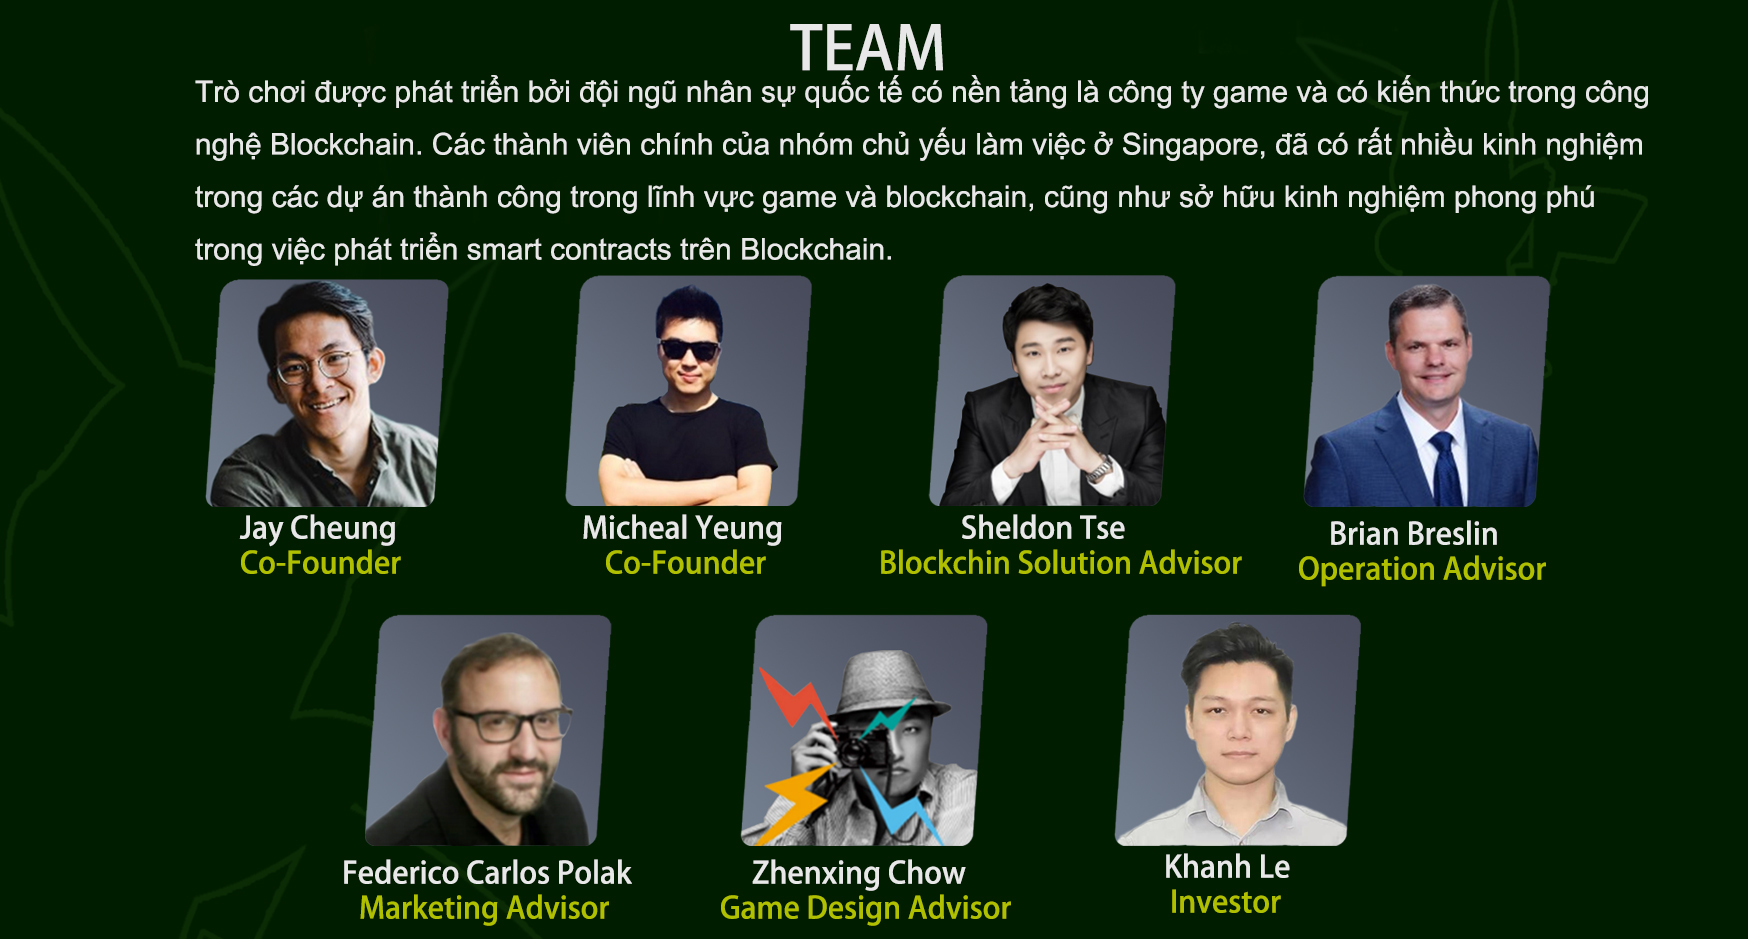 TEAM
Trò chơi được phát triển bởi đội ngũ nhân sự quốc tế có nền tảng là công ty game và có kiến thức trong công
nghệ Blockchain. Các thành viên chính của nhóm chủ yếu làm việc ở Singapore, đã có rất nhiều kinh nghiệm
trong các dự án thành công trong lĩnh vực game và blockchain, cũng như sở hữu kinh nghiệm phong phú
trong việc phát triển smart contracts trên Blockchain.
Jay Cheung
Co-Founder
Micheal Yeung
Co-Founder
Sheldon Tse
Blockchin Solution Advisor
Brian Breslin
Operation Advisor
Federico Carlos Polak
Marketing Advisor
Zhenxing Chow
Game Design Advisor
Khanh Le
Investor